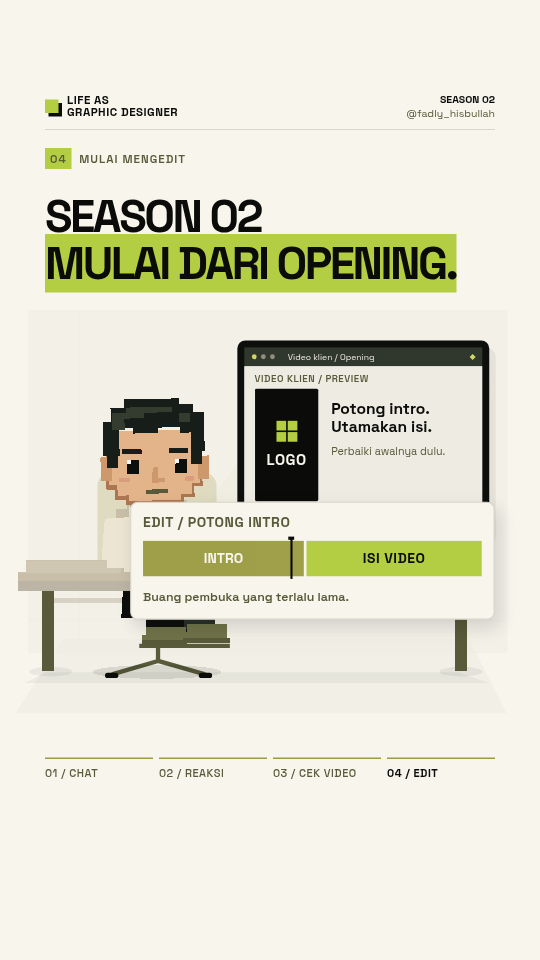 LIFE AS
GRAPHIC DESIGNER
SEASON 02
@fadly_hisbullah
04 MULAI MENGEDIT
SEASON 02
MULAI DARI OPENING.
Video klien / Opening
VIDEO KLIEN / PREVIEW
LOGO
Potong intro.
Utamakan isi.
Perbaiki awalnya dulu.
EDIT / POTONG INTRO
INTRO
ISI VIDEO
Buang pembuka yang terlalu lama.
01 / CHAT
02 / REAKSI
03 / CEK VIDEO
04 / EDIT